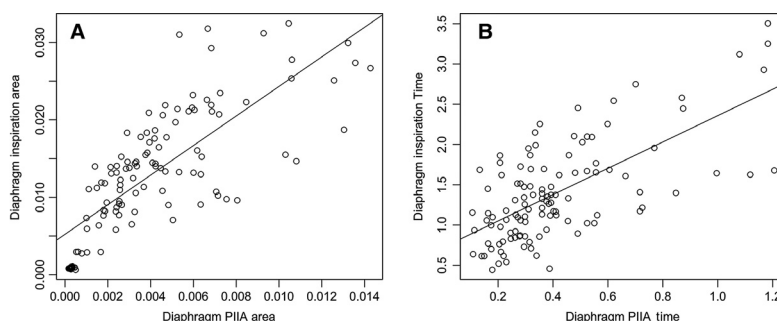 A
Diaphragm inspiration area
0.030
0.020
0.010
0.000
0.000 0.002 0.004 0.006 0.008 0.010 0.012 0.014
Diaphragm PIIA area
B
Diaphragm inspiration Time
3.5
3.0
2.5
2.0
1.5
1.0
0.5
0.2 0.4 0.6 0.8 1.0 1.2
Diaphragm PIIA_time